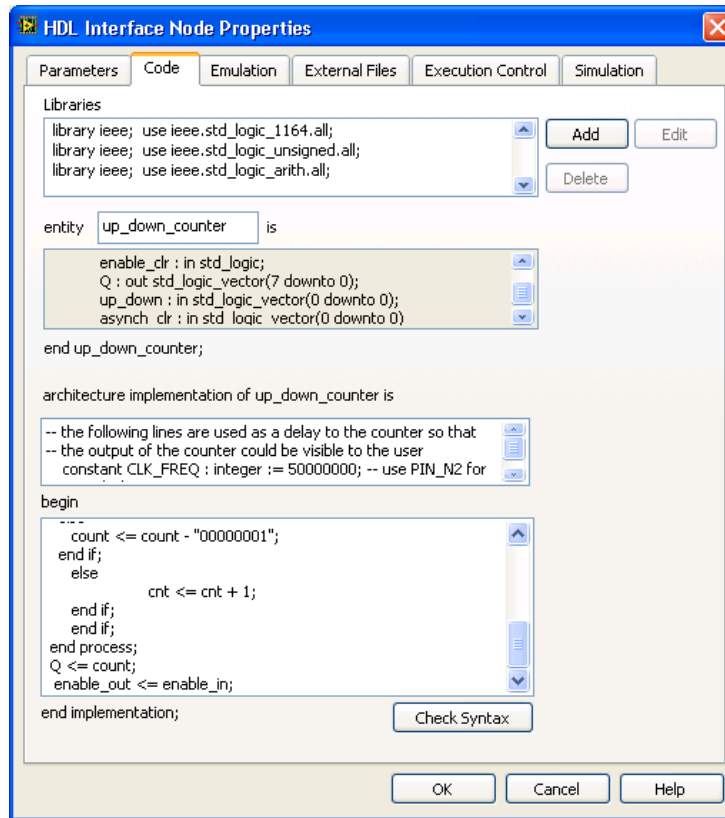 HDL Interface Node Properties
Parameters Code Emulation External Files Execution Control Simulation
Libraries
library ieee; use ieee.std_logic_1164.all;
library ieee; use ieee.std_logic_unsigned.all;
library ieee; use ieee.std_logic_arith.all;
Add Edit
Delete
entity up_down_counter is
enable_clr : in std_logic;
Q : out std_logic_vector(7 downto 0);
up_down : in std_logic_vector(0 downto 0);
asynch_clr : in std_logic_vector(0 downto 0)
end up_down_counter;
architecture implementation of up_down_counter is
-- the following lines are used as a delay to the counter so that
-- the output of the counter could be visible to the user
constant CLK_FREQ : integer := 50000000; -- use PIN_N2 for
begin
count <= count - "00000001";
end if;
else
cnt <= cnt + 1;
end if;
end if;
end process;
Q <= count;
enable_out <= enable_in;
end implementation;
Check Syntax
OK Cancel Help